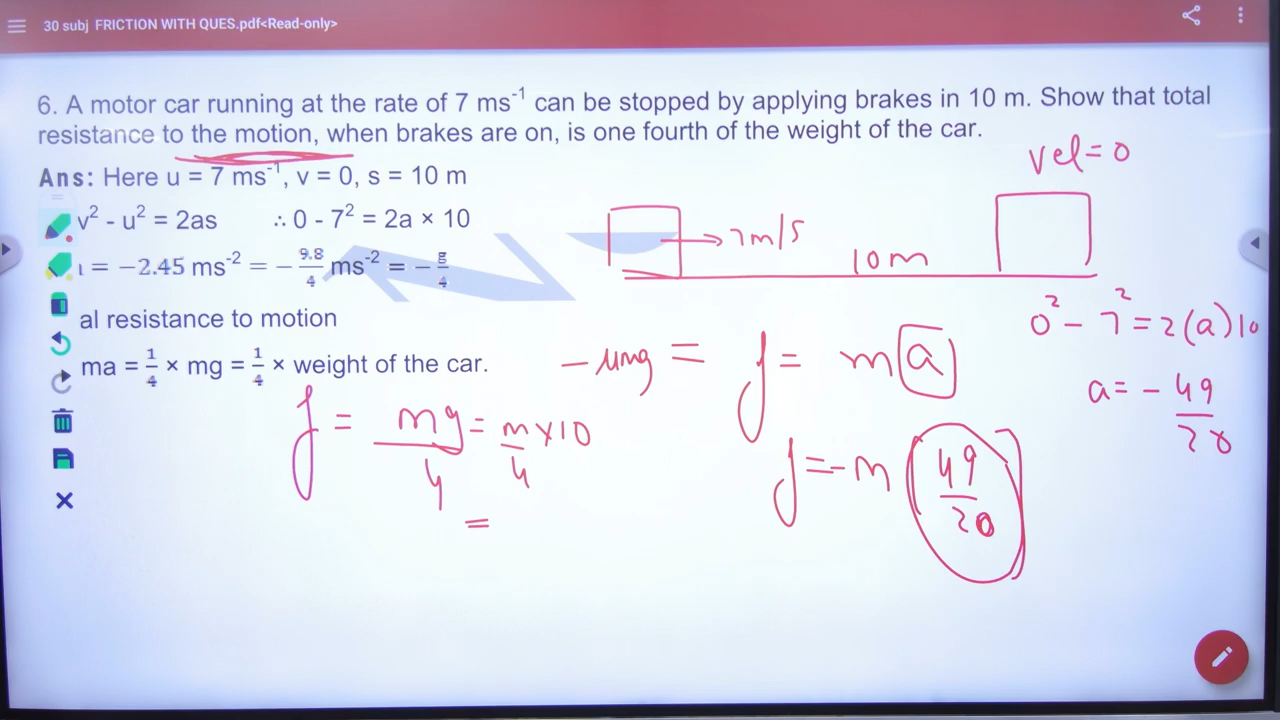 30 subj FRICTION WITH QUES.pdf<Read-only>
6. A motor car running at the rate of 7 ms⁻¹ can be stopped by applying brakes in 10 m. Show that total
resistance to the motion, when brakes are on, is one fourth of the weight of the car.
Ans: Here u = 7 ms⁻¹, v = 0, s = 10 m
v² - u² = 2as ∴ 0 - 7² = 2a × 10
= −2.45 ms⁻² = − 9.8/4 ms⁻² = − g/4
al resistance to motion
ma = 1/4 × mg = 1/4 × weight of the car.
vel = 0
7 m/s
10 m
0² - 7² = 2(a)10
a = - 49/20
- μmg = f = m a
f = - m (49/20)
f = mg/4 = m/4 × 10
=